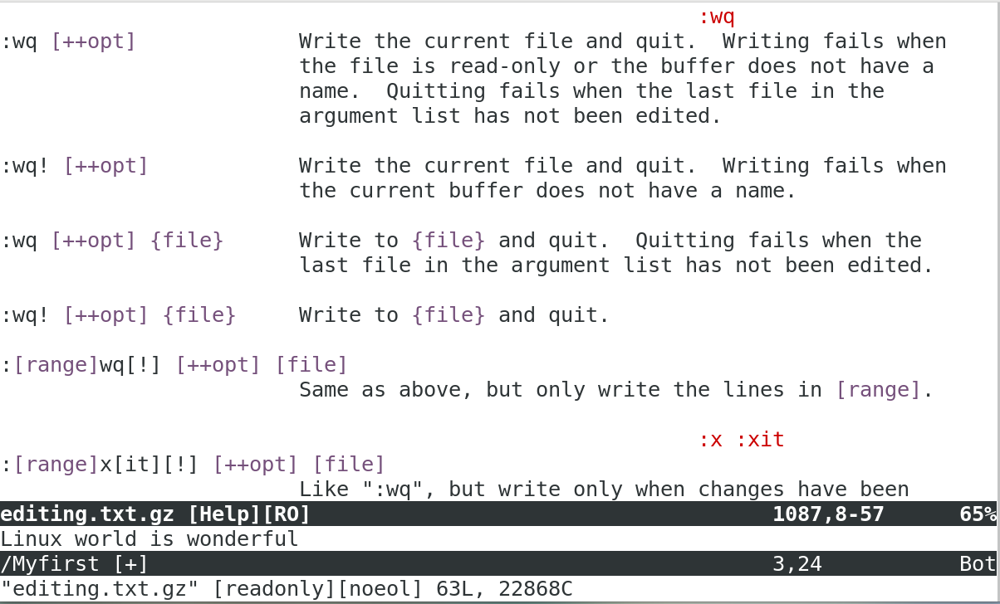 :wq
:wq [++opt] Write the current file and quit. Writing fails when
the file is read-only or the buffer does not have a
name. Quitting fails when the last file in the
argument list has not been edited.
:wq! [++opt] Write the current file and quit. Writing fails when
the current buffer does not have a name.
:wq [++opt] {file} Write to {file} and quit. Quitting fails when the
last file in the argument list has not been edited.
:wq! [++opt] {file} Write to {file} and quit.
:[range]wq[!] [++opt] [file]
Same as above, but only write the lines in [range].
:x :xit
:[range]x[it][!] [++opt] [file]
Like ":wq", but write only when changes have been
editing.txt.gz [Help][RO] 1087,8-57 65%
Linux world is wonderful
/Myfirst [+] 3,24 Bot
"editing.txt.gz" [readonly][noeol] 63L, 22868C